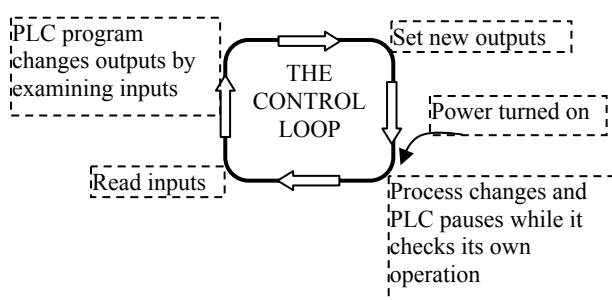 PLC program
changes outputs by
examining inputs
Set new outputs
THE
CONTROL
LOOP
Power turned on
Read inputs
Process changes and
PLC pauses while it
checks its own
operation